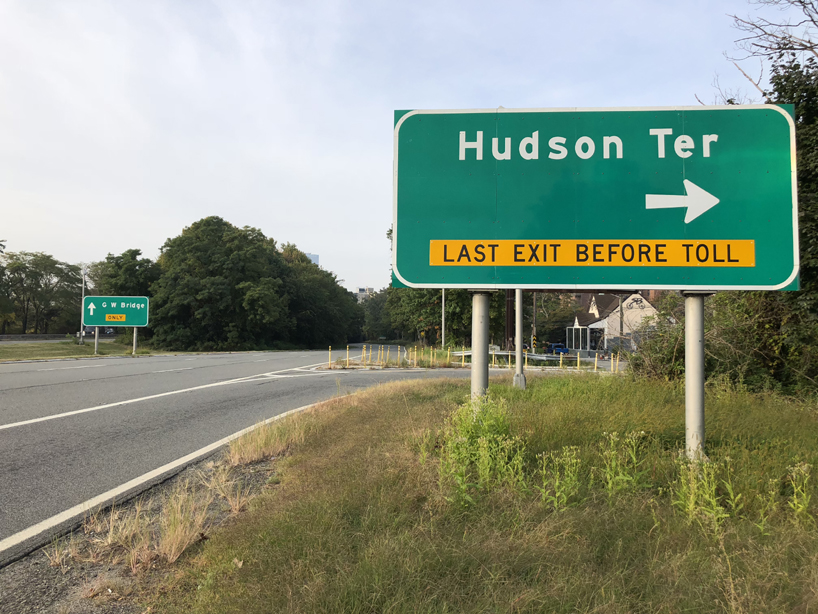 Hudson Ter
LAST EXIT BEFORE TOLL
G W Bridge
ONLY